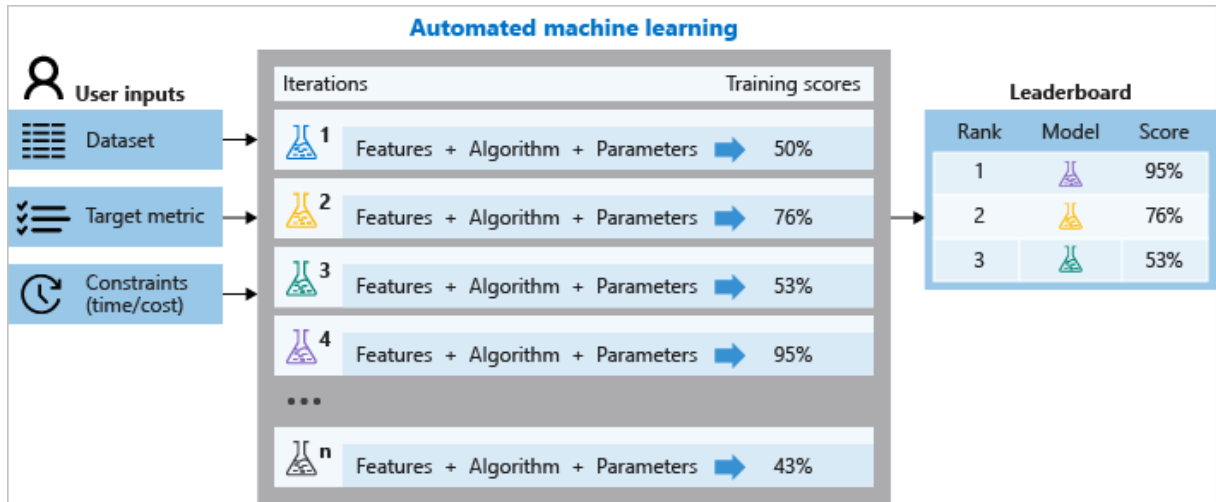 Automated machine learning
User inputs
Dataset
Target metric
Constraints
(time/cost)
Iterations Training scores
1 Features + Algorithm + Parameters 50%
2 Features + Algorithm + Parameters 76%
3 Features + Algorithm + Parameters 53%
4 Features + Algorithm + Parameters 95%
•••
n Features + Algorithm + Parameters 43%
Leaderboard
Rank Model Score
1 95%
2 76%
3 53%